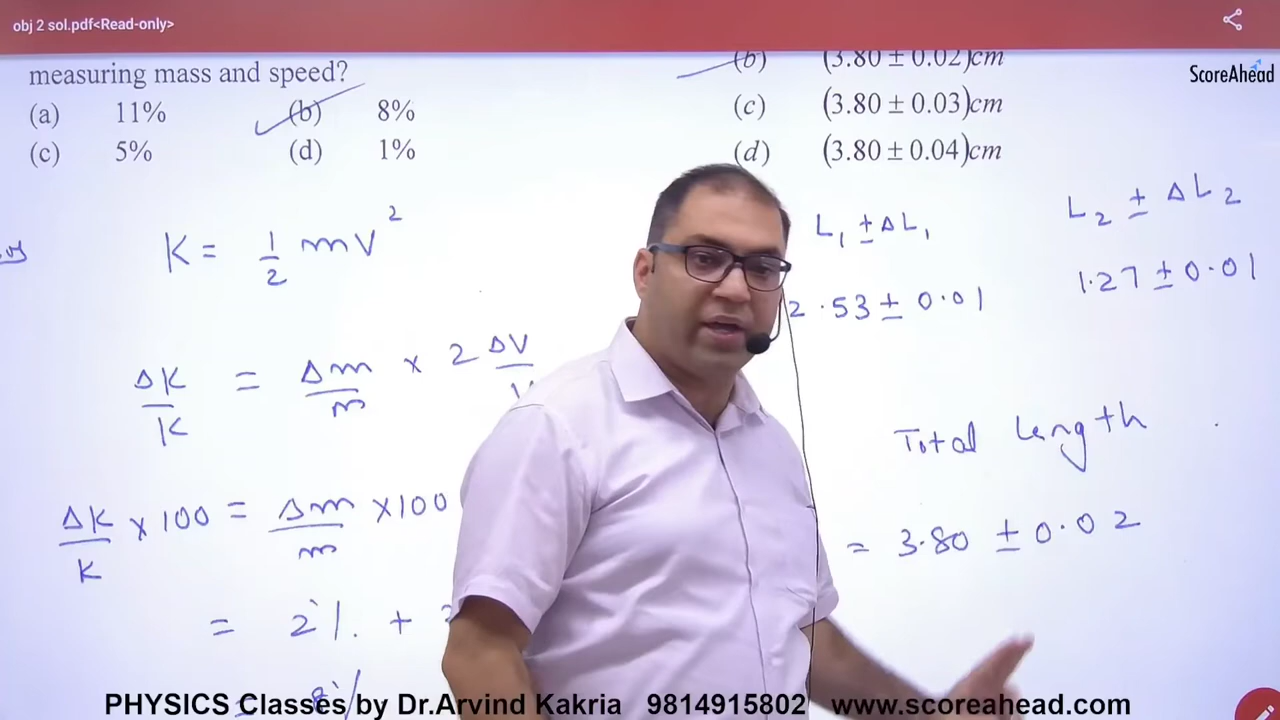 obj 2 sol.pdf<Read-only>
ScoreAhead
measuring mass and speed?
(a) 11% (b) 8%
(c) 5% (d) 1%
K = 1/2 mv²
ΔK/K = Δm/m × 2 ΔV/
ΔK/K × 100 = Δm/m × 100
= 2%. +
= 8%
(b) (3.80 ± 0.02)cm
(c) (3.80 ± 0.03)cm
(d) (3.80 ± 0.04)cm
L₁ ± ΔL₁ L₂ ± ΔL₂
2.53 ± 0.01 1.27 ± 0.01
Total length
= 3.80 ± 0.02
PHYSICS Classes by Dr.Arvind Kakria 9814915802 www.scoreahead.com